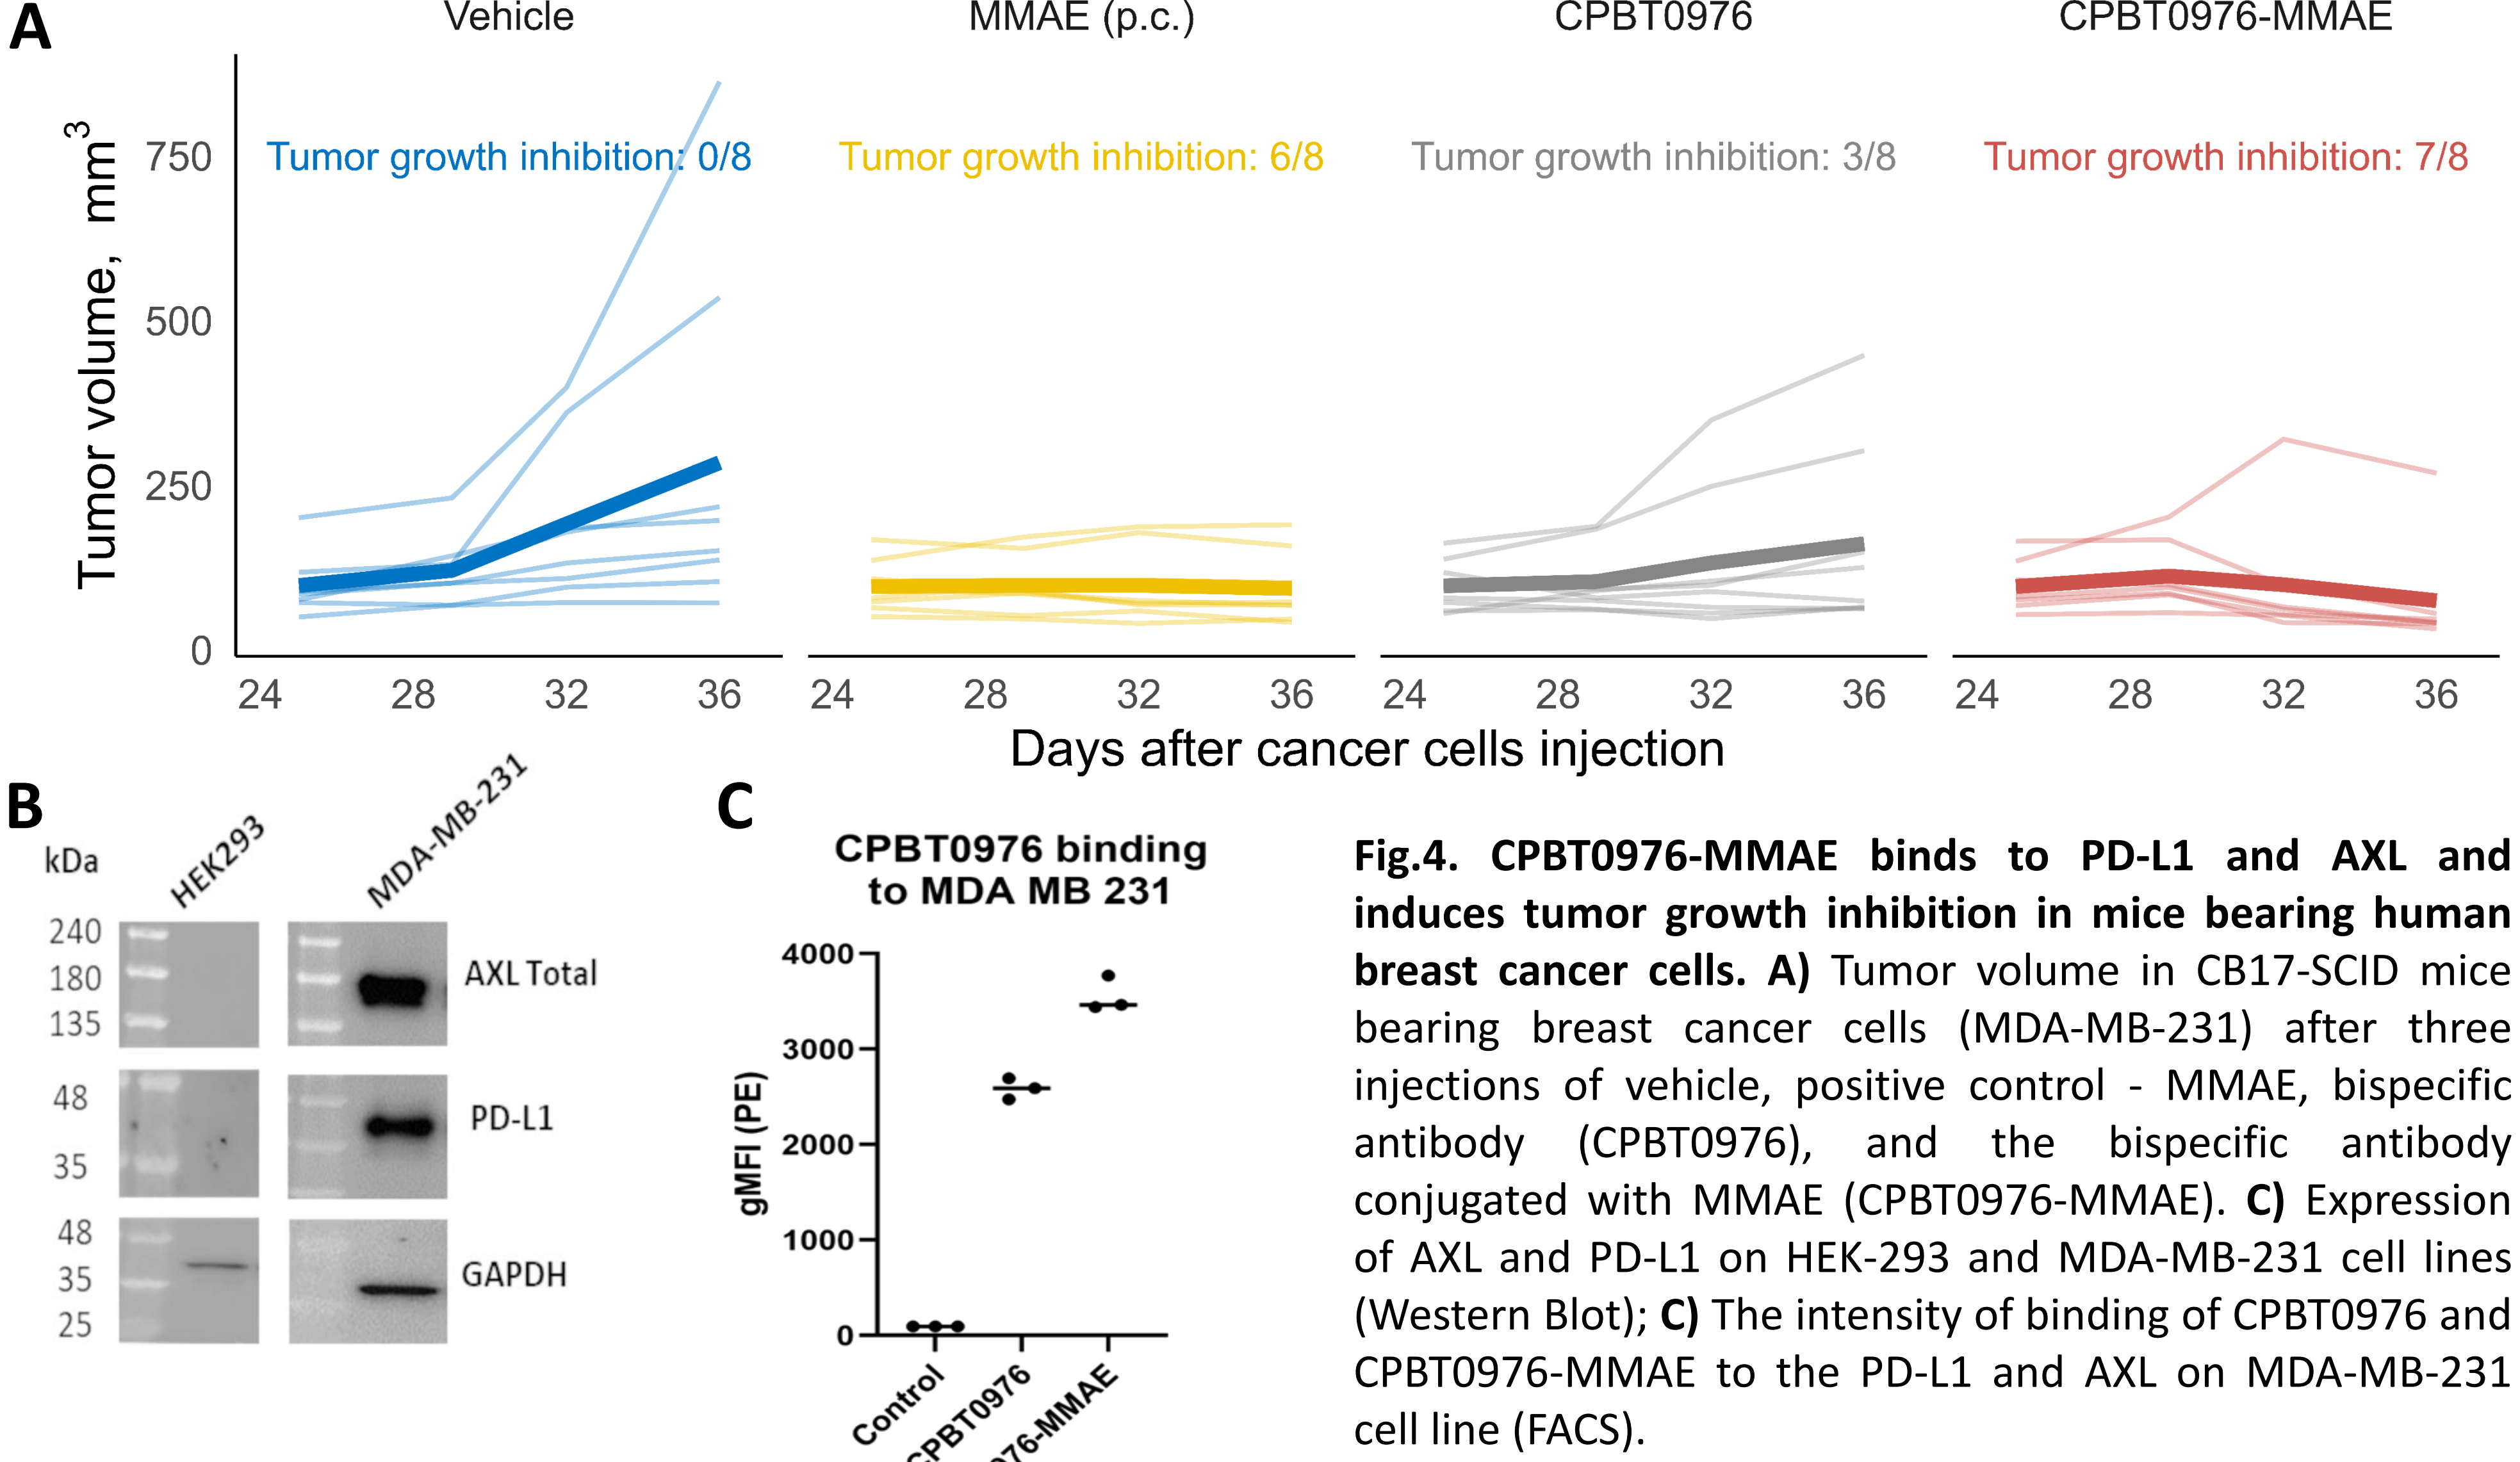 A
Vehicle
MMAE (p.c.)
CPBT0976
CPBT0976-MMAE
Tumor volume, mm³
750
500
250
0
Tumor growth inhibition: 0/8
Tumor growth inhibition: 6/8
Tumor growth inhibition: 3/8
Tumor growth inhibition: 7/8
24 28 32 36
24 28 32 36
24 28 32 36
24 28 32 36
Days after cancer cells injection
B
kDa
HEK293
MDA-MB-231
240
180
135
AXL Total
48
35
PD-L1
48
35
25
GAPDH
C
CPBT0976 binding
to MDA MB 231
gMFI (PE)
4000
3000
2000
1000
0
Control
CPBT0976
976-MMAE
Fig.4. CPBT0976-MMAE binds to PD-L1 and AXL and
induces tumor growth inhibition in mice bearing human
breast cancer cells. A) Tumor volume in CB17-SCID mice
bearing breast cancer cells (MDA-MB-231) after three
injections of vehicle, positive control - MMAE, bispecific
antibody (CPBT0976), and the bispecific antibody
conjugated with MMAE (CPBT0976-MMAE). C) Expression
of AXL and PD-L1 on HEK-293 and MDA-MB-231 cell lines
(Western Blot); C) The intensity of binding of CPBT0976 and
CPBT0976-MMAE to the PD-L1 and AXL on MDA-MB-231
cell line (FACS).